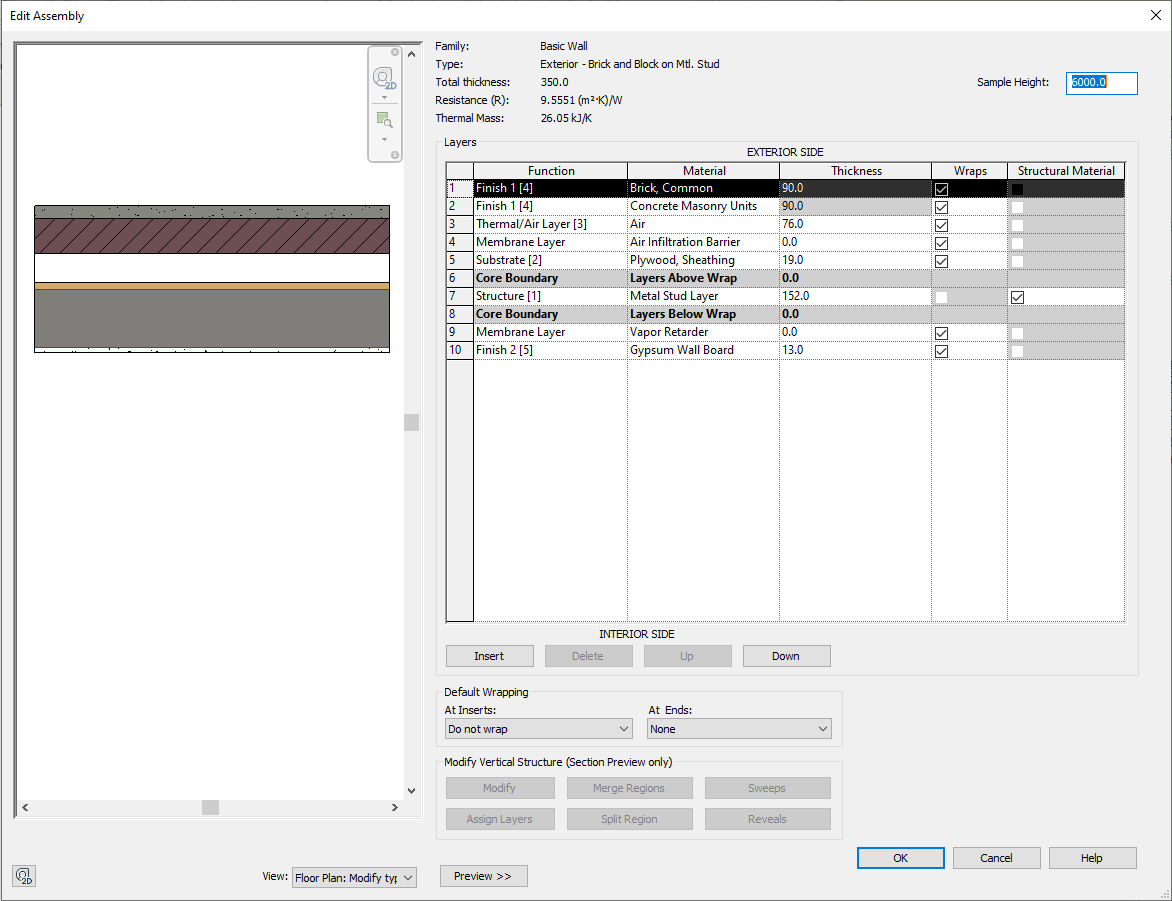 Edit Assembly
2D
Family: Basic Wall
Type: Exterior - Brick and Block on Mtl. Stud
Total thickness: 350.0
Resistance (R): 9.5551 (m²·K)/W
Thermal Mass: 26.05 kJ/K
Sample Height: 6000.0
Layers
EXTERIOR SIDE
Function Material Thickness Wraps Structural Material
1 Finish 1 [4] Brick, Common 90.0
2 Finish 1 [4] Concrete Masonry Units 90.0
3 Thermal/Air Layer [3] Air 76.0
4 Membrane Layer Air Infiltration Barrier 0.0
5 Substrate [2] Plywood, Sheathing 19.0
6 Core Boundary Layers Above Wrap 0.0
7 Structure [1] Metal Stud Layer 152.0
8 Core Boundary Layers Below Wrap 0.0
9 Membrane Layer Vapor Retarder 0.0
10 Finish 2 [5] Gypsum Wall Board 13.0
INTERIOR SIDE
Insert Delete Up Down
Default Wrapping
At Inserts: At Ends:
Do not wrap None
Modify Vertical Structure (Section Preview only)
Modify Merge Regions Sweeps
Assign Layers Split Region Reveals
OK Cancel Help
2D
View: Floor Plan: Modify typ Preview >>